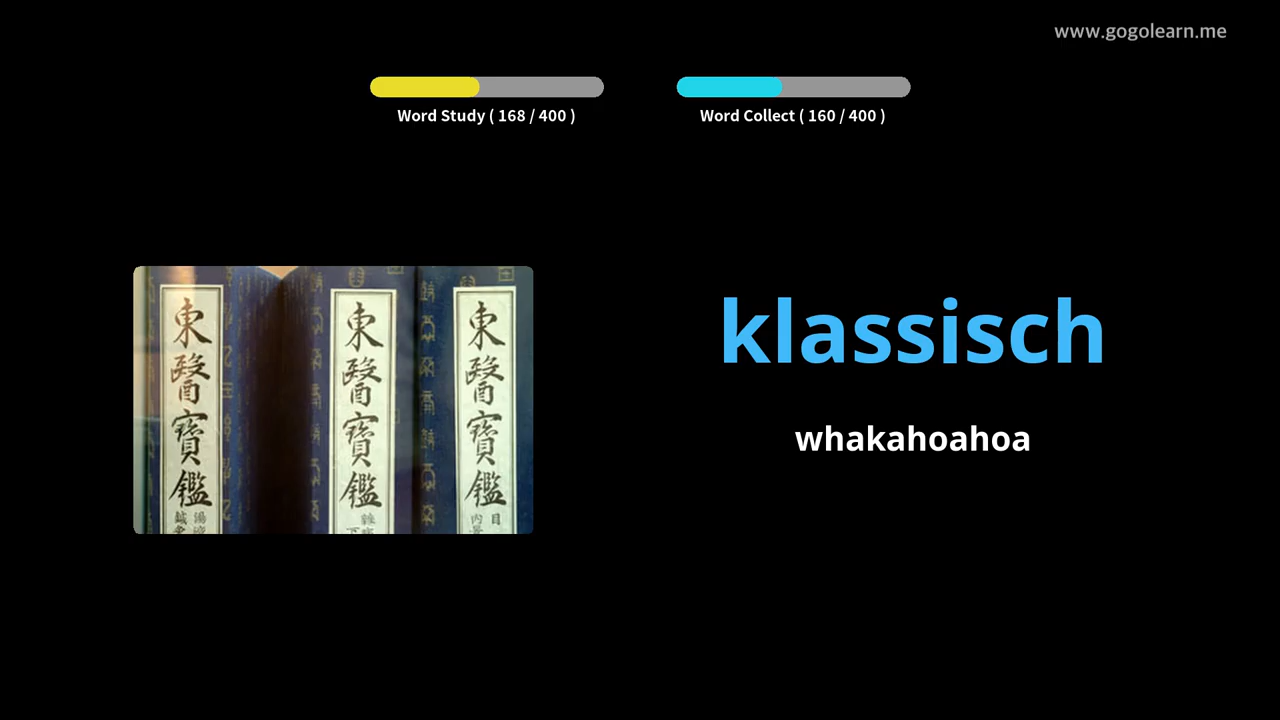 www.gogolearn.me
Word Study ( 168 / 400 )
Word Collect ( 160 / 400 )
東醫寶鑑
東醫寶鑑
東醫寶鑑
klassisch
whakahoahoa